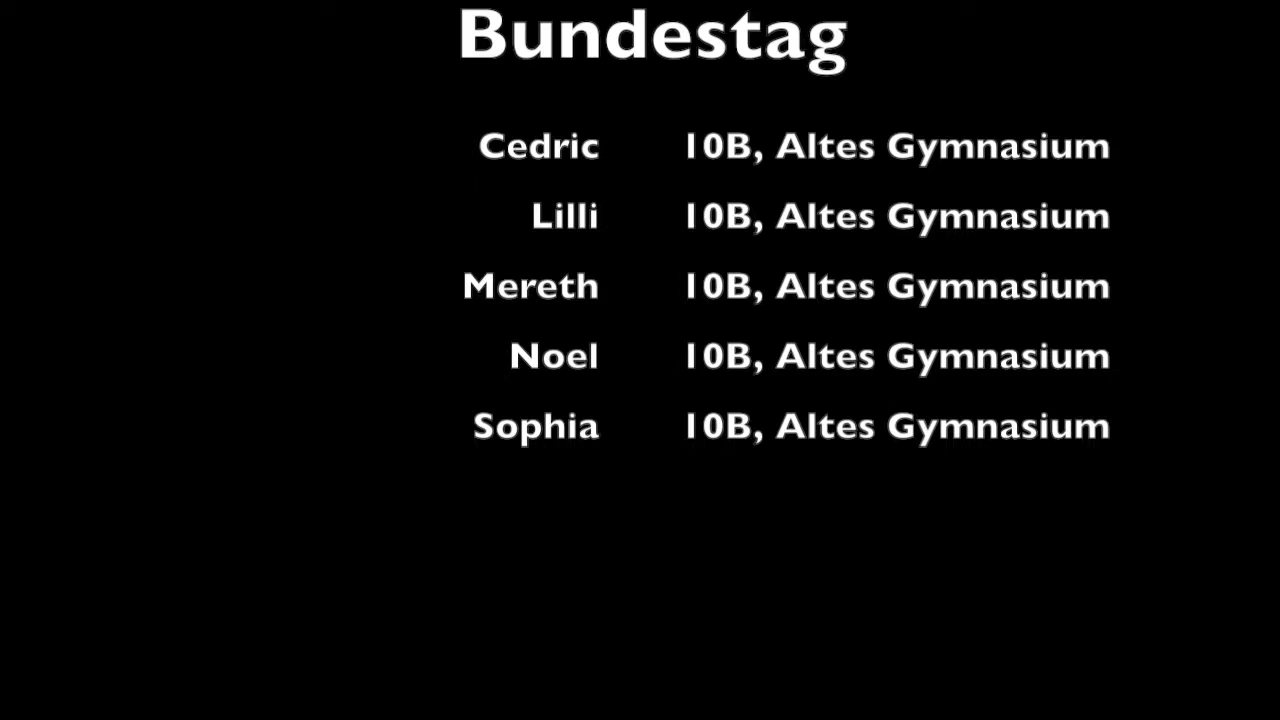 Bundestag
Cedric 10B, Altes Gymnasium
Lilli 10B, Altes Gymnasium
Mereth 10B, Altes Gymnasium
Noel 10B, Altes Gymnasium
Sophia 10B, Altes Gymnasium